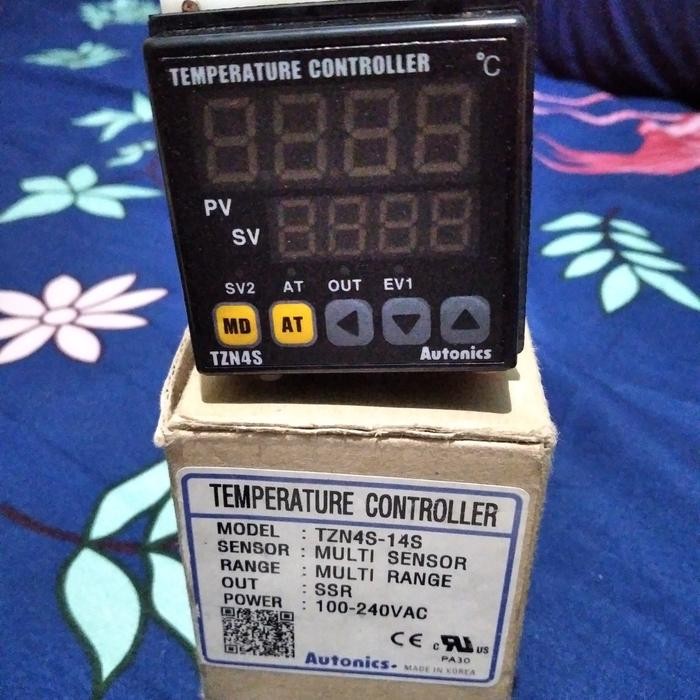 TEMPERATURE CONTROLLER °C
PV
SV
SV2 AT OUT EV1
MD AT
TZN4S Autonics
TEMPERATURE CONTROLLER
MODEL : TZN4S-14S
SENSOR : MULTI SENSOR
RANGE : MULTI RANGE
OUT : SSR
POWER : 100-240VAC
CE c RU US
PA30
Autonics MADE IN KOREA